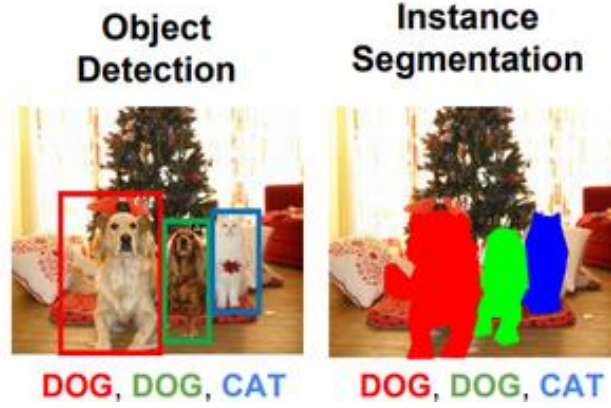 Object
Detection
Instance
Segmentation
DOG, DOG, CAT
DOG, DOG, CAT